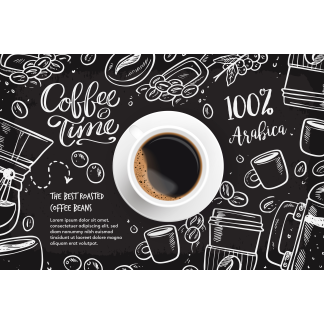 Coffee
Time
100%
Arabica
THE BEST ROASTED
COFFEE BEANS
Lorem ipsum dolor sit amet,
consectetuer adipiscing elit,
sed diam nonummy nibh
euismod tincidunt ut
laoreet dolore magna
aliquam erat volutpat.